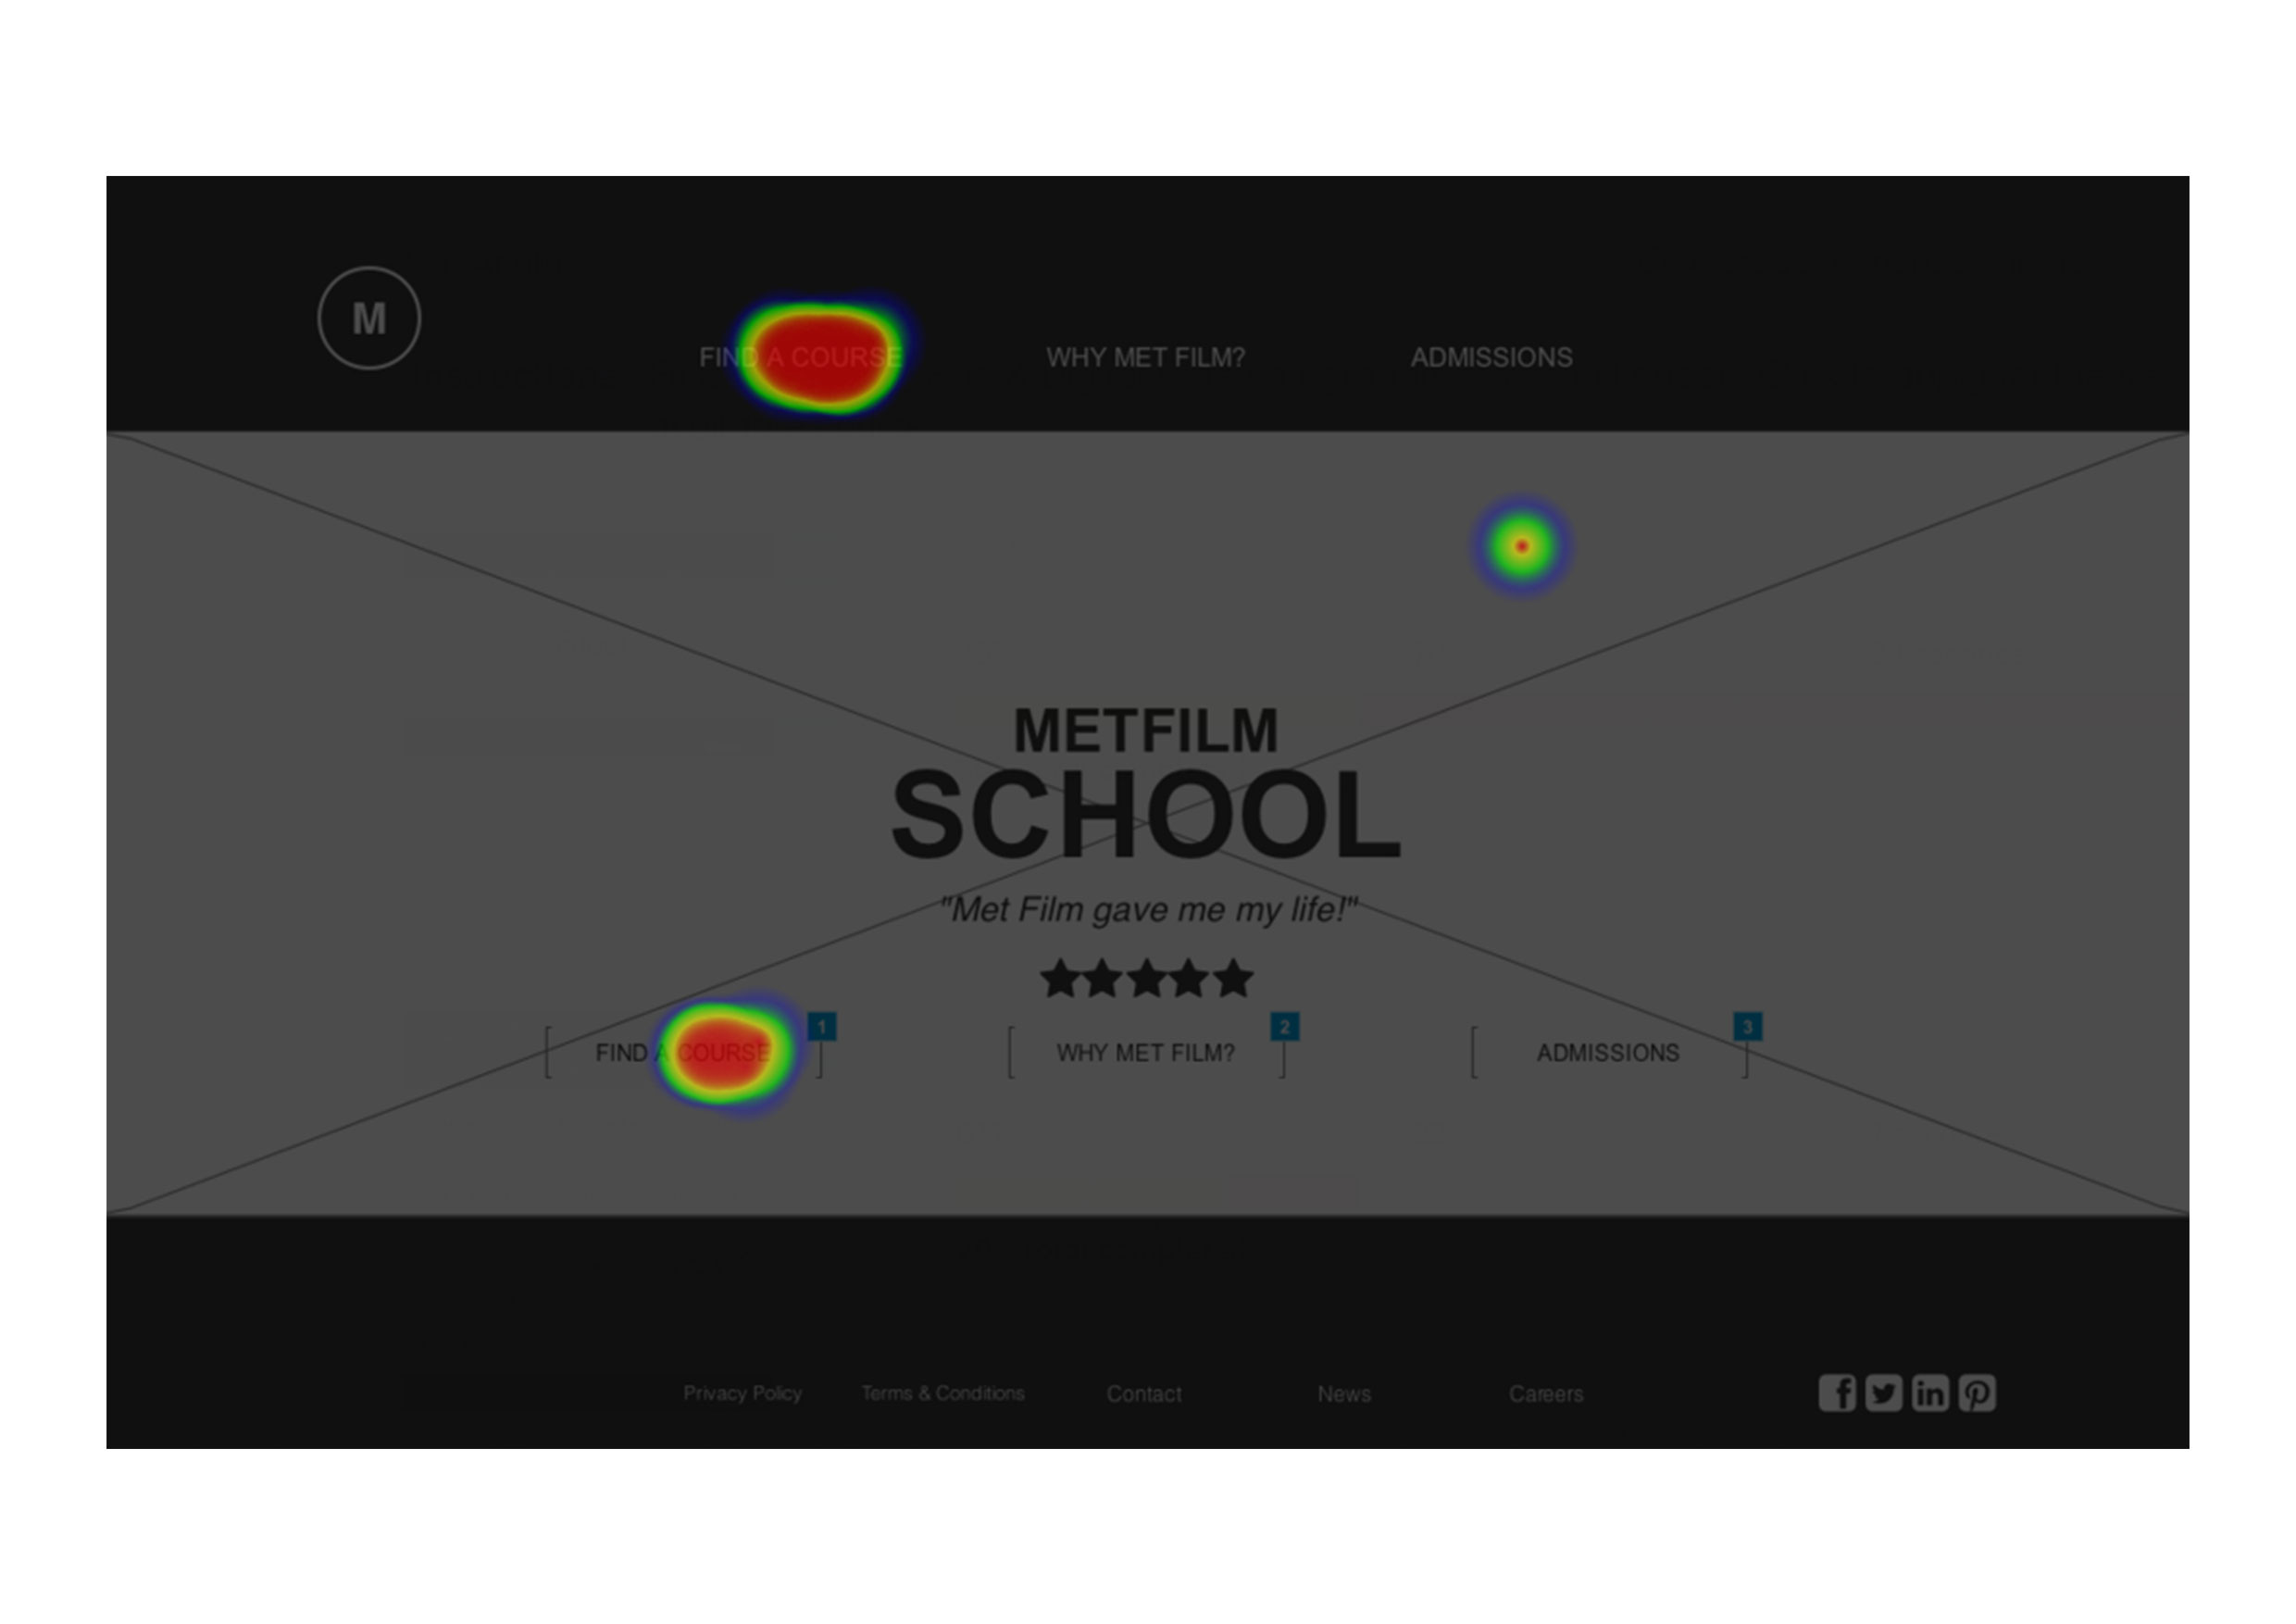 M
FIND A COURSE
WHY MET FILM?
ADMISSIONS
METFILM
SCHOOL
"Met Film gave me my life!"
FIND A COURSE
1
WHY MET FILM?
2
ADMISSIONS
3
Privacy Policy
Terms & Conditions
Contact
News
Careers